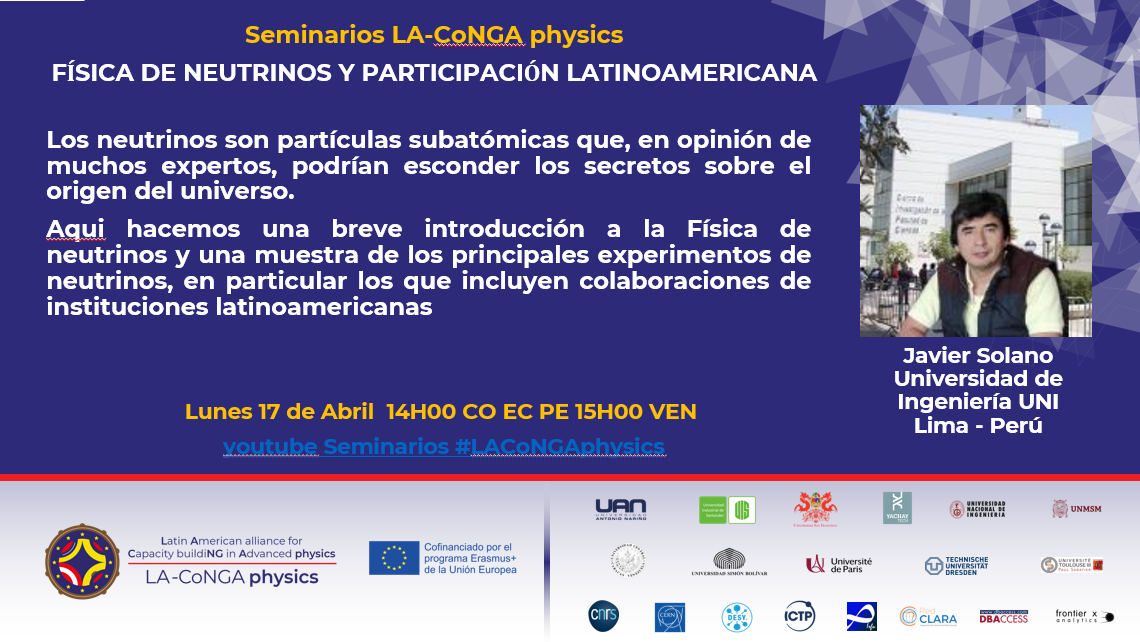 Seminarios LA-CoNGA physics
FÍSICA DE NEUTRINOS Y PARTICIPACIÓN LATINOAMERICANA
Los neutrinos son partículas subatómicas que, en opinión de
muchos expertos, podrían esconder los secretos sobre el
origen del universo.
Aqui hacemos una breve introducción a la Física de
neutrinos y una muestra de los principales experimentos de
neutrinos, en particular los que incluyen colaboraciones de
instituciones latinoamericanas
Centro de
Investigación de la
Facultad de
Ciencias
Javier Solano
Universidad de
Ingeniería UNI
Lima - Perú
Lunes 17 de Abril 14H00 CO EC PE 15H00 VEN
youtube Seminarios #LACoNGAphysics
Latin American alliance for
Capacity buildiNG in Advanced physics
LA-CoNGA physics
Cofinanciado por el
programa Erasmus+
de la Unión Europea
UAN
UNIVERSIDAD
ANTONIO NARIÑO
Universidad
Industrial de
Santander
UIS
YACHAY
TECH
UNIVERSIDAD
NACIONAL DE
INGENIERÍA
UNMSM
UNIVERSIDAD SIMÓN BOLÍVAR
Université
de Paris
TECHNISCHE
UNIVERSITÄT
DRESDEN
UNIVERSITÉ
TOULOUSE III
PAUL SABATIER
cnrs
CERN
DESY.
ICTP
Red
CLARA
www.dbaccess.com
DBACCESS
frontier x
analytics